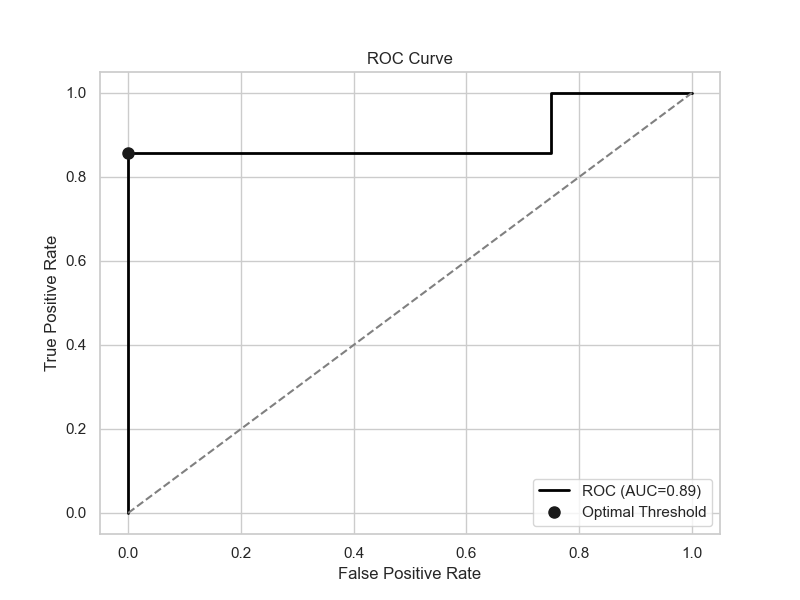 ROC Curve
1.0
0.8
0.6
0.4
0.2
0.0
True Positive Rate
0.0 0.2 0.4 0.6 0.8 1.0
False Positive Rate
ROC (AUC=0.89)
Optimal Threshold